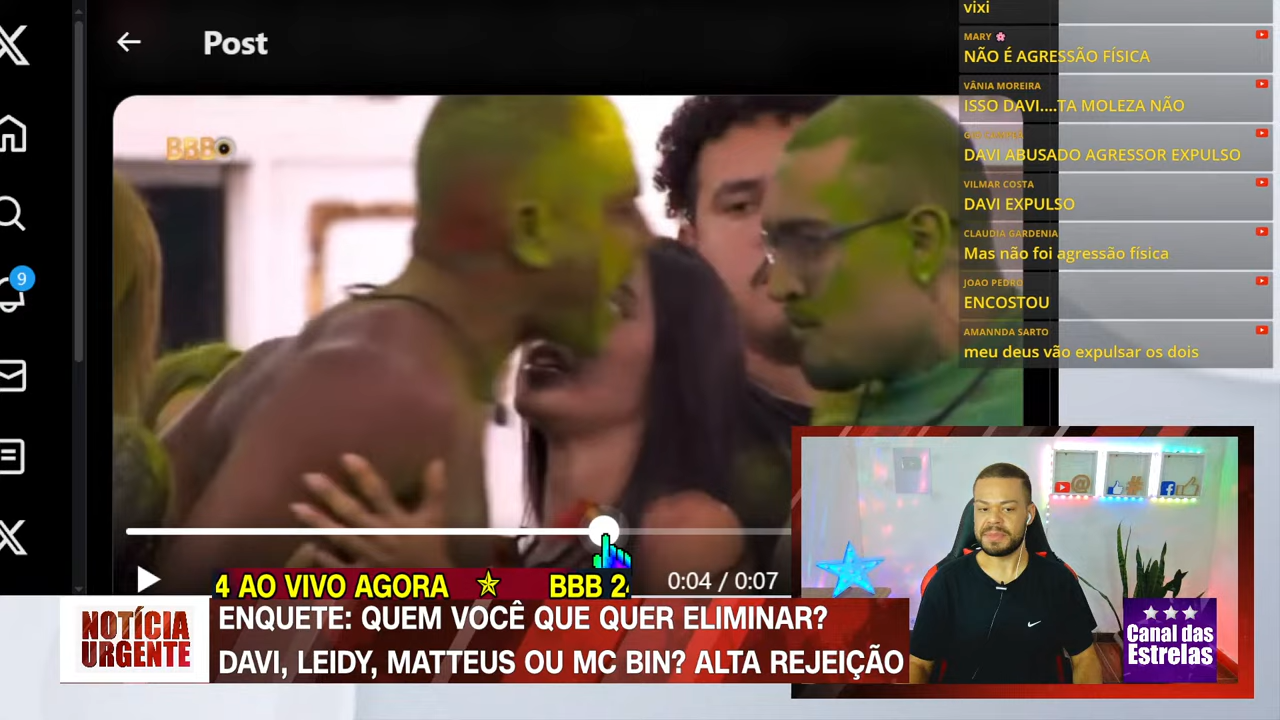 Post
BBB
9
vixi
MARY
NÃO É AGRESSÃO FÍSICA
VÂNIA MOREIRA
ISSO DAVI....TA MOLEZA NÃO
DAVI ABUSADO AGRESSOR EXPULSO
VILMAR COSTA
DAVI EXPULSO
CLAUDIA GARDENIA
Mas não foi agressão física
JOAO PEDRO
ENCOSTOU
AMANNDA SARTO
meu deus vão expulsar os dois
0:04 / 0:07
4 AO VIVO AGORA BBB 24
NOTÍCIA
URGENTE
ENQUETE: QUEM VOCÊ QUE QUER ELIMINAR?
DAVI, LEIDY, MATTEUS OU MC BIN? ALTA REJEIÇÃO
Canal das
Estrelas